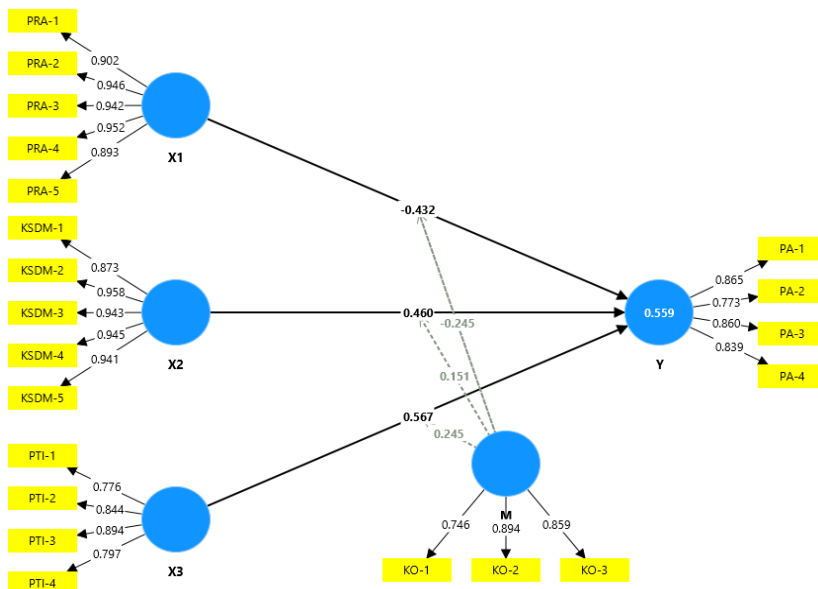 PRA-1
0.902
PRA-2
0.946
PRA-3
0.942
PRA-4
0.952
PRA-5
0.893
X1
KSDM-1
0.873
KSDM-2
0.958
KSDM-3
0.943
KSDM-4
0.945
KSDM-5
0.941
X2
PTI-1
0.776
PTI-2
0.844
PTI-3
0.894
PTI-4
0.797
X3
-0.432
0.460
-0.245
0.151
0.567
0.245
0.559
Y
PA-1
0.865
PA-2
0.773
PA-3
0.860
PA-4
0.839
M
0.746
0.894
0.859
KO-1
KO-2
KO-3